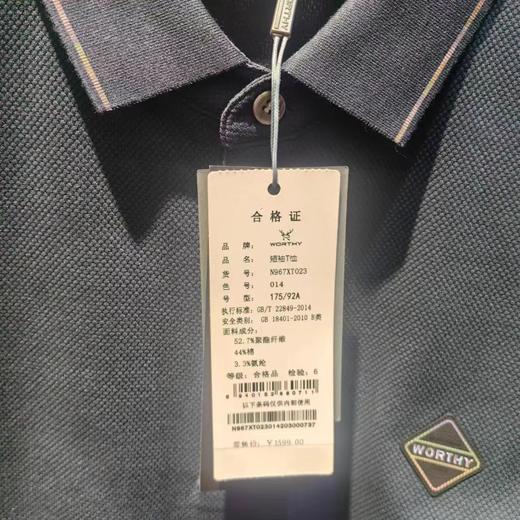 合格证
WORTHY
品　牌:
品　名: 短袖T恤
货　号: N967XT023
色　号: 014
号　型: 175/92A
执行标准: GB/T 22849-2014
安全类别: GB 18401-2010 B类
面料成分:
52.7%聚酯纤维
44%棉
3.3%氨纶
等级: 合格品 检验: 6
6940152880711
以下条码仅供内部使用
N967XT023014203000737
零售价: ¥1599.00
WORTHY